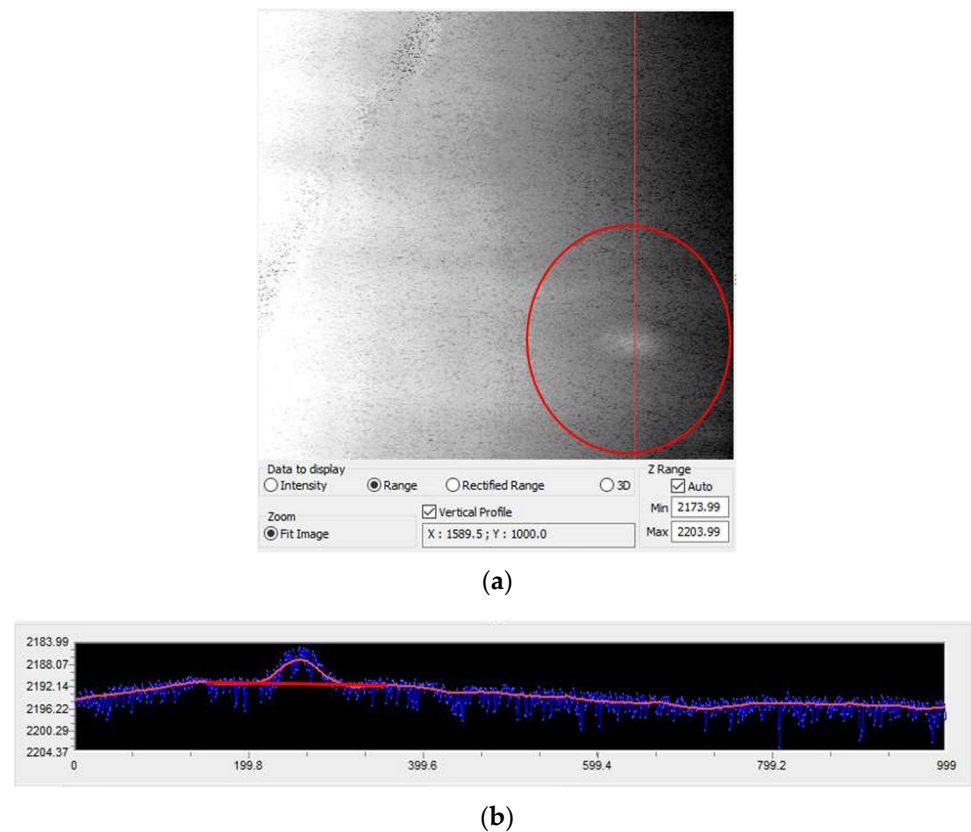 Data to display
Intensity Range Rectified Range 3D
Z Range
Auto
Min 2173.99
Max 2203.99
Zoom
Fit Image
Vertical Profile
X : 1589.5 ; Y : 1000.0
(a)
2183.99
2188.07
2192.14
2196.22
2200.29
2204.37
0 199.8 399.6 599.4 799.2 999
(b)